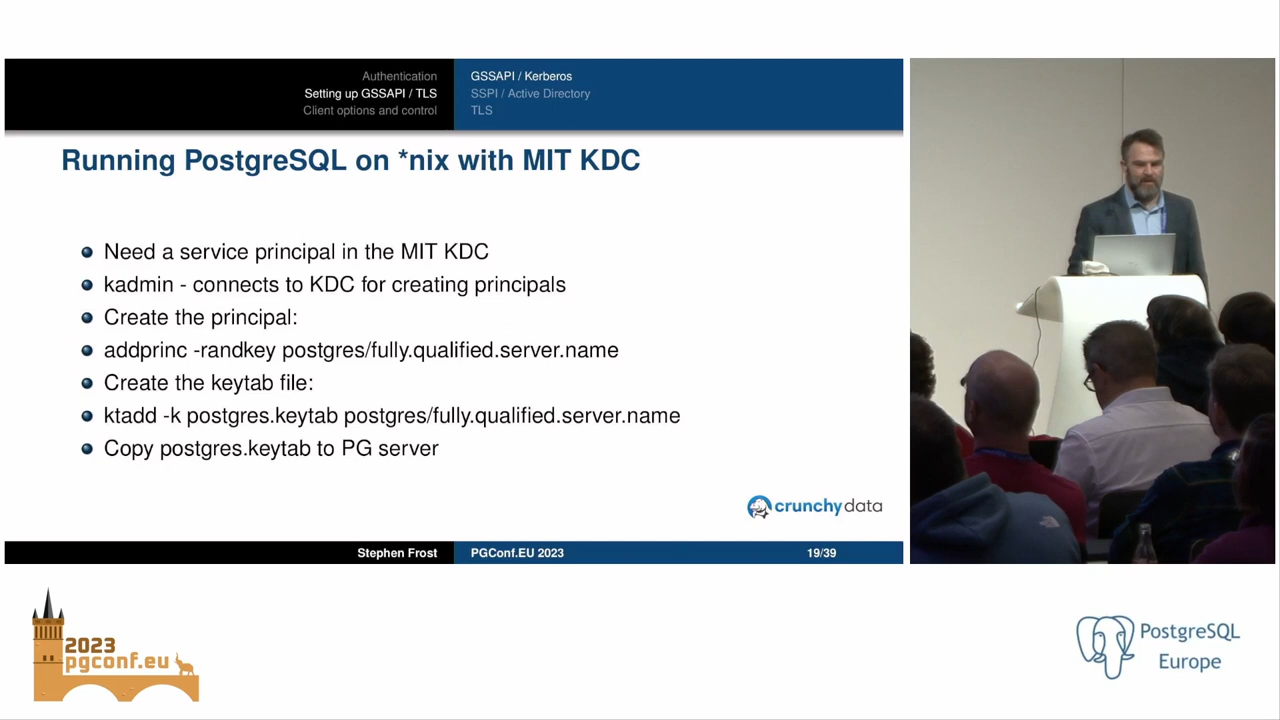 Authentication
Setting up GSSAPI / TLS
Client options and control
GSSAPI / Kerberos
SSPI / Active Directory
TLS
Running PostgreSQL on *nix with MIT KDC
Need a service principal in the MIT KDC
kadmin - connects to KDC for creating principals
Create the principal:
addprinc -randkey postgres/fully.qualified.server.name
Create the keytab file:
ktadd -k postgres.keytab postgres/fully.qualified.server.name
Copy postgres.keytab to PG server
crunchydata
Stephen Frost
PGConf.EU 2023
19/39
2023
pgconf.eu
PostgreSQL
Europe